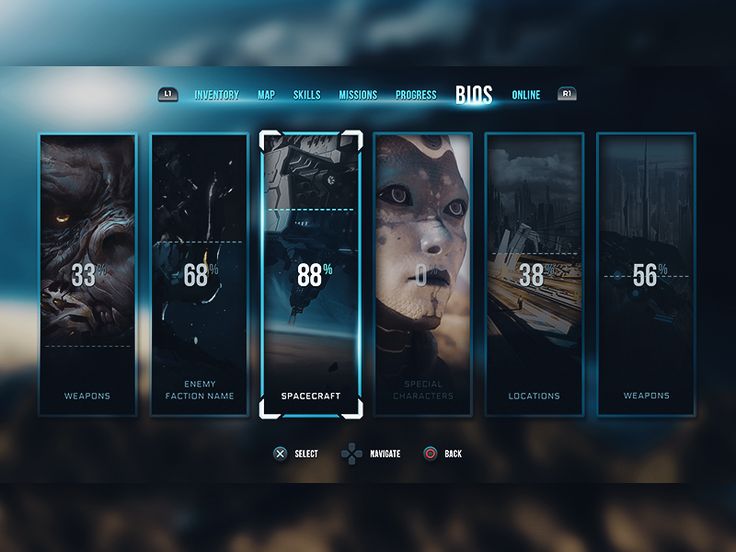 L1 INVENTORY MAP SKILLS MISSIONS PROGRESS BIOS ONLINE R1
33% 68% 88% 0% 38% 56%
WEAPONS
ENEMY
FACTION NAME
SPACECRAFT
SPECIAL
CHARACTERS
LOCATIONS
WEAPONS
SELECT NAVIGATE BACK